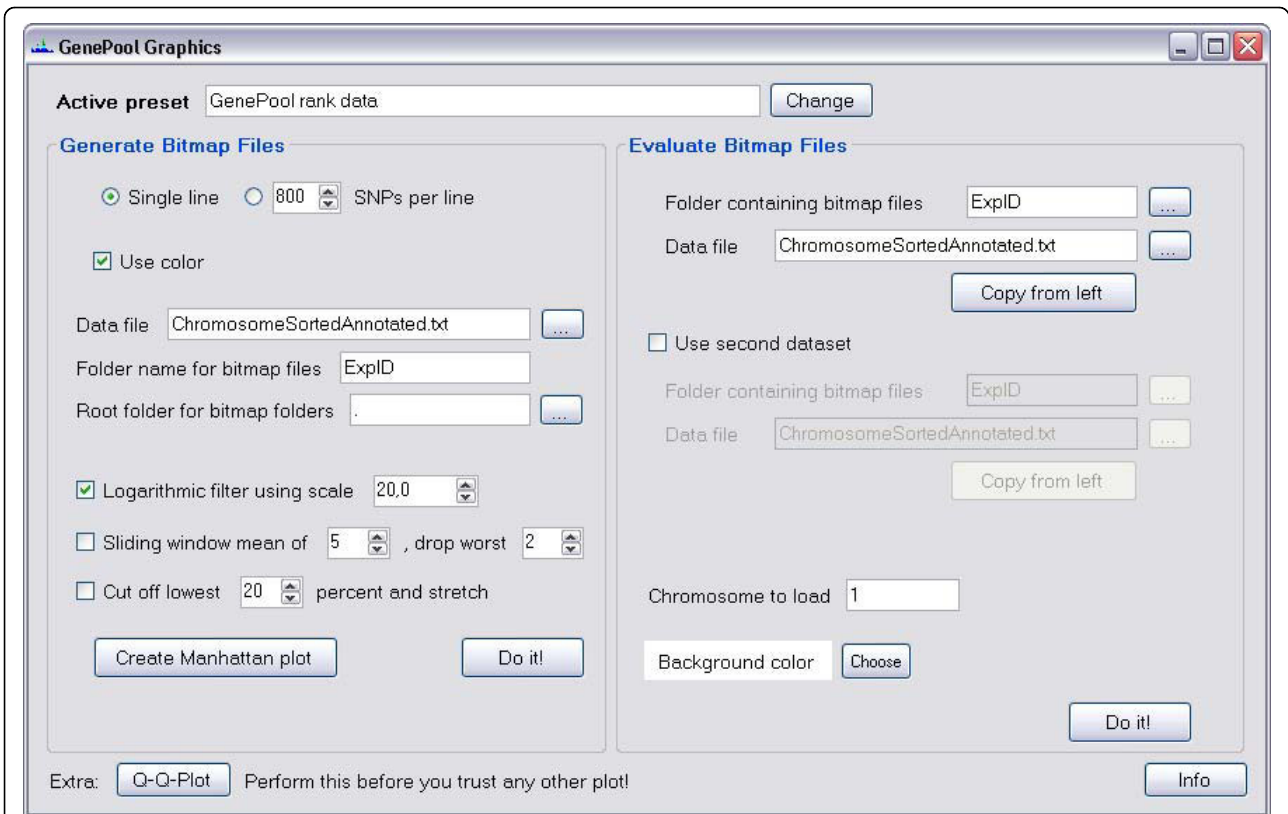 GenePool Graphics
Active preset GenePool rank data Change
Generate Bitmap Files
Single line 800 SNPs per line
Use color
Data file ChromosomeSortedAnnotated.txt ...
Folder name for bitmap files ExpID
Root folder for bitmap folders . ...
Logarithmic filter using scale 20,0
Sliding window mean of 5 , drop worst 2
Cut off lowest 20 percent and stretch
Create Manhattan plot Do it!
Evaluate Bitmap Files
Folder containing bitmap files ExpID ...
Data file ChromosomeSortedAnnotated.txt ...
Copy from left
Use second dataset
Folder containing bitmap files ExpID ...
Data file ChromosomeSortedAnnotated.txt ...
Copy from left
Chromosome to load 1
Background color Choose
Do it!
Extra: Q-Q-Plot Perform this before you trust any other plot! Info